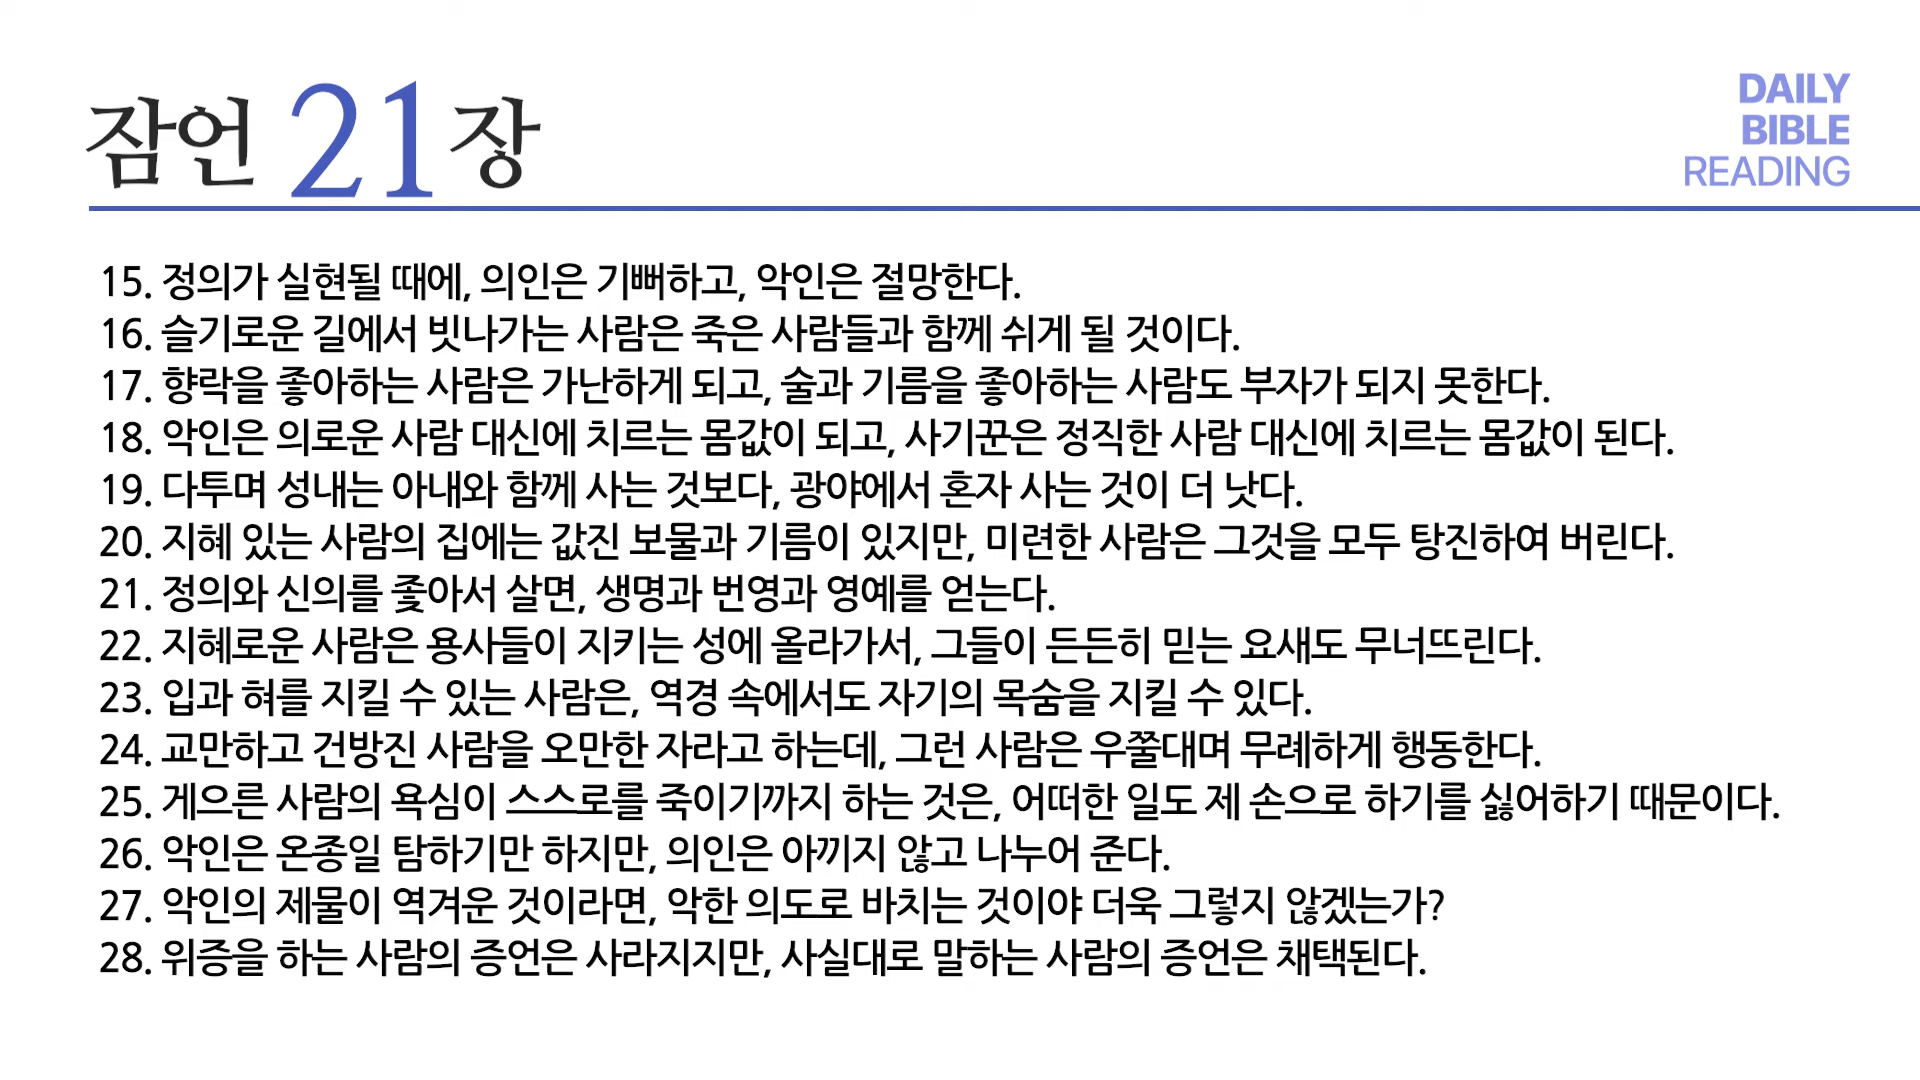 잠언 21장
DAILY
BIBLE
READING
15. 정의가 실현될 때에, 의인은 기뻐하고, 악인은 절망한다.
16. 슬기로운 길에서 빗나가는 사람은 죽은 사람들과 함께 쉬게 될 것이다.
17. 향락을 좋아하는 사람은 가난하게 되고, 술과 기름을 좋아하는 사람도 부자가 되지 못한다.
18. 악인은 의로운 사람 대신에 치르는 몸값이 되고, 사기꾼은 정직한 사람 대신에 치르는 몸값이 된다.
19. 다투며 성내는 아내와 함께 사는 것보다, 광야에서 혼자 사는 것이 더 낫다.
20. 지혜 있는 사람의 집에는 값진 보물과 기름이 있지만, 미련한 사람은 그것을 모두 탕진하여 버린다.
21. 정의와 신의를 좇아서 살면, 생명과 번영과 영예를 얻는다.
22. 지혜로운 사람은 용사들이 지키는 성에 올라가서, 그들이 든든히 믿는 요새도 무너뜨린다.
23. 입과 혀를 지킬 수 있는 사람은, 역경 속에서도 자기의 목숨을 지킬 수 있다.
24. 교만하고 건방진 사람을 오만한 자라고 하는데, 그런 사람은 우쭐대며 무례하게 행동한다.
25. 게으른 사람의 욕심이 스스로를 죽이기까지 하는 것은, 어떠한 일도 제 손으로 하기를 싫어하기 때문이다.
26. 악인은 온종일 탐하기만 하지만, 의인은 아끼지 않고 나누어 준다.
27. 악인의 제물이 역겨운 것이라면, 악한 의도로 바치는 것이야 더욱 그렇지 않겠는가?
28. 위증을 하는 사람의 증언은 사라지지만, 사실대로 말하는 사람의 증언은 채택된다.